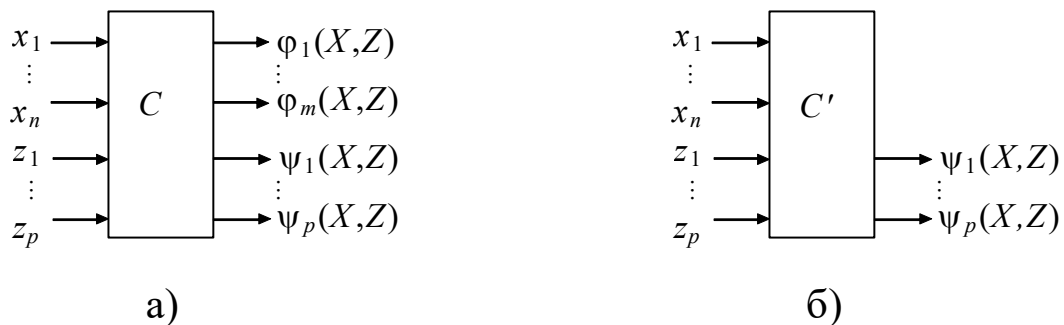 x₁ φ₁(X,Z)
⋮ ⋮
xₙ C φₘ(X,Z)
z₁ ψ₁(X,Z)
⋮ ⋮
zₚ ψₚ(X,Z)
а)
x₁
⋮
xₙ C′
z₁ ψ₁(X,Z)
⋮ ⋮
zₚ ψₚ(X,Z)
б)